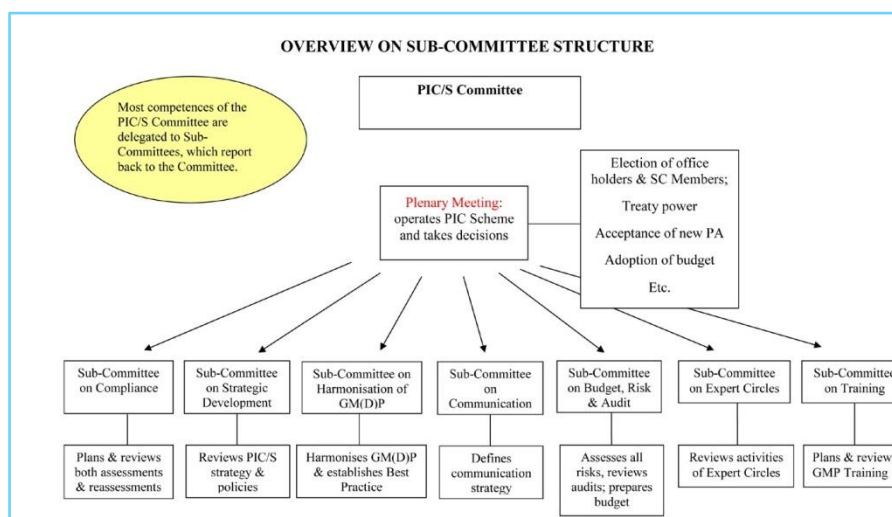 OVERVIEW ON SUB-COMMITTEE STRUCTURE
PIC/S Committee
Most competences of the
PIC/S Committee are
delegated to Sub-
Committees, which report
back to the Committee.
Plenary Meeting:
operates PIC Scheme
and takes decisions
Election of office
holders & SC Members;
Treaty power
Acceptance of new PA
Adoption of budget
Etc.
Sub-Committee
on Compliance
Sub-Committee
on Strategic
Development
Sub-Committee on
Harmonisation of
GM(D)P
Sub-Committee
on
Communication
Sub-Committee
on Budget, Risk
& Audit
Sub-Committee
on Expert Circles
Sub-Committee
on Training
Plans & reviews
both assessments
& reassessments
Reviews PIC/S
strategy &
policies
Harmonises GM(D)P
& establishes Best
Practice
Defines
communication
strategy
Assesses all
risks, reviews
audits; prepares
budget
Reviews activities
of Expert Circles
Plans & reviews
GMP Training